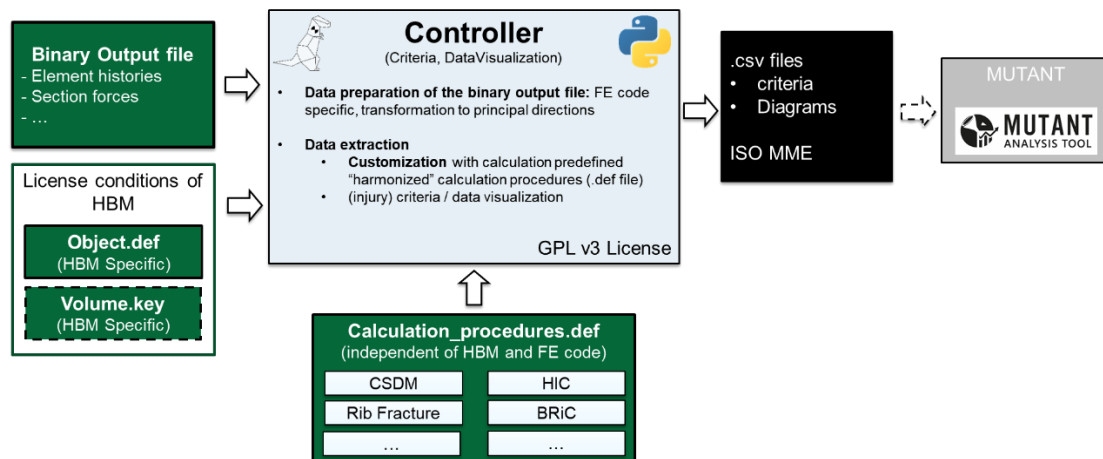 Binary Output file
- Element histories
- Section forces
- ...
License conditions of
HBM
Object.def
(HBM Specific)
Volume.key
(HBM Specific)
Controller
(Criteria, DataVisualization)
• Data preparation of the binary output file: FE code
specific, transformation to principal directions
• Data extraction
• Customization with calculation predefined
“harmonized” calculation procedures (.def file)
• (injury) criteria / data visualization
GPL v3 License
Calculation_procedures.def
(independent of HBM and FE code)
CSDM
HIC
Rib Fracture
BRiC
...
...
.csv files
• criteria
• Diagrams
ISO MME
MUTANT
MUTANT
ANALYSIS TOOL